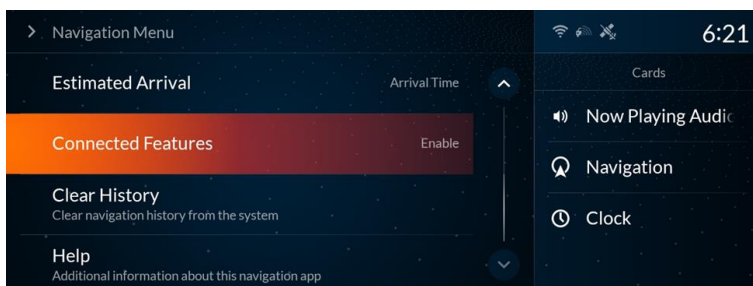 Navigation Menu
6:21
Estimated Arrival
Arrival Time
Cards
Connected Features
Enable
Now Playing Audio
Clear History
Clear navigation history from the system
Navigation
Clock
Help
Additional information about this navigation app